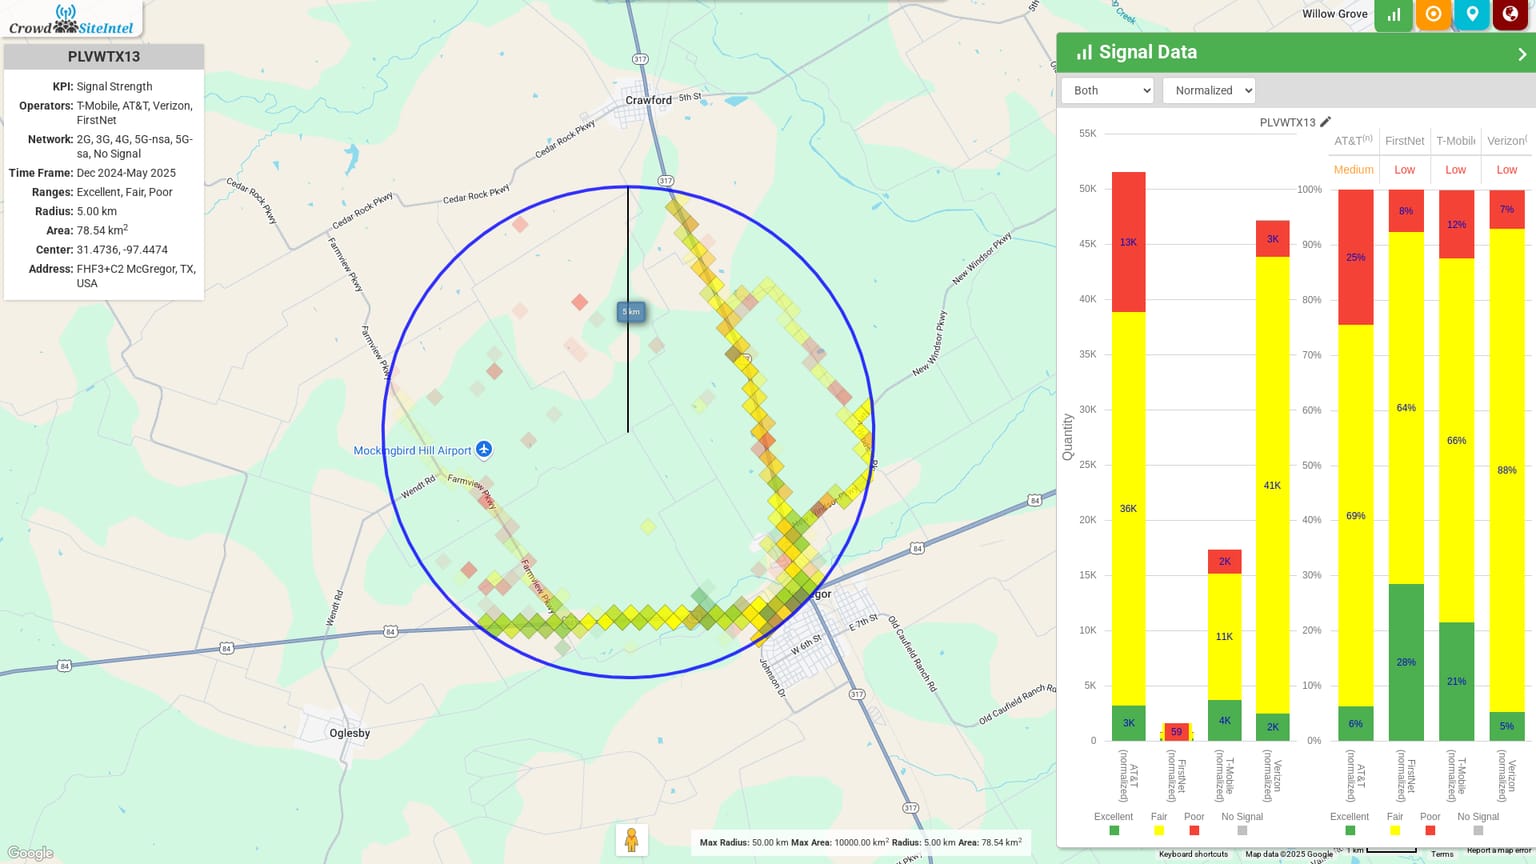 Crowd SiteIntel
PLVWTX13
KPI: Signal Strength
Operators: T-Mobile, AT&T, Verizon,
FirstNet
Network: 2G, 3G, 4G, 5G-nsa, 5G-
sa, No Signal
Time Frame: Dec 2024-May 2025
Ranges: Excellent, Fair, Poor
Radius: 5.00 km
Area: 78.54 km²
Center: 31.4736, -97.4474
Address: FHF3+C2 McGregor, TX,
USA
Willow Grove
5th
Creek
317
Crawford
5th St
Cedar Rock Pkwy
317
Cedar Rock Pkwy
Cedar Rock Pkwy
Cedar Rock Pkwy
Farmview Pkwy
New Windsor Pkwy
5 km
Farmview Pkwy
New Windsor Pkwy
Mockingbird Hill Airport
Wendt Rd
Farmview Pkwy
84
84
Farmview Pkwy
Wendt Rd
gor
E 7th St
W 6th St
Old Caufield Ranch Rd
84
84
84
Johnson Dr
317
Old Caufield Ranch Rd
Oglesby
317
Google
Max Radius: 50.00 km Max Area: 10000.00 km² Radius: 5.00 km Area: 78.54 km²
Signal Data
Both
Normalized
PLVWTX13
55K
50K
45K
40K
35K
30K
25K
20K
15K
10K
5K
0
Quantity
13K
36K
3K
59
2K
11K
4K
3K
41K
2K
AT&T (normalized)
FirstNet (normalized)
T-Mobile (normalized)
Verizon (normalized)
Excellent Fair Poor No Signal
AT&T(n) FirstNet T-Mobile Verizon(
Medium Low Low Low
100%
90%
80%
70%
60%
50%
40%
30%
20%
10%
0%
25%
69%
6%
8%
64%
28%
12%
66%
21%
7%
88%
5%
AT&T (normalized)
FirstNet (normalized)
T-Mobile (normalized)
Verizon (normalized)
Excellent Fair Poor No Signal
Keyboard shortcuts Map data ©2025 Google 1 km Terms Report a map error